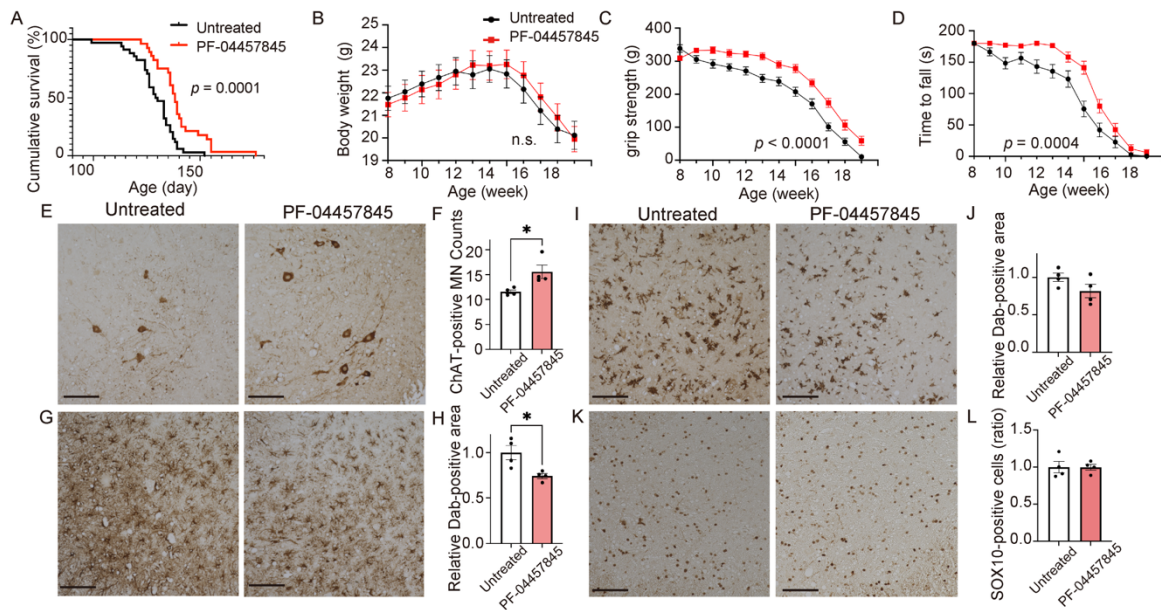 A
Cumulative survival (%)
100
50
0
100
150
Age (day)
Untreated
PF-04457845
p = 0.0001
B
Body weight (g)
25
24
23
22
21
20
19
8 10 12 14 16 18
Age (week)
Untreated
PF-04457845
n.s.
C
grip strength (g)
400
300
200
100
0
8 10 12 14 16 18
Age (week)
p < 0.0001
D
Time to fall (s)
200
150
100
50
0
8 10 12 14 16 18
Age (week)
p = 0.0004
E
Untreated
PF-04457845
F
ChAT-positive MN Counts
20
15
10
5
0
*
Untreated
PF-04457845
G
H
Relative Dab-positive area
1.0
0.5
0.0
*
Untreated
PF-04457845
I
Untreated
PF-04457845
J
Relative Dab-positive area
1.0
0.5
0.0
Untreated
PF-04457845
K
L
SOX10-positive cells (ratio)
1.5
1.0
0.5
0.0
Untreated
PF-04457845